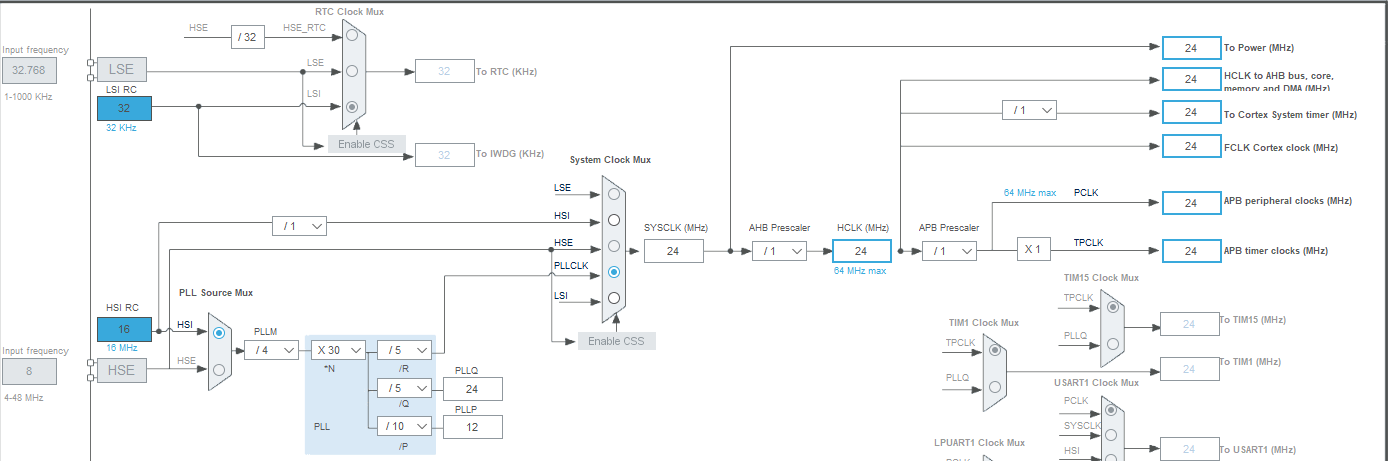 RTC Clock Mux
HSE
/ 32
HSE_RTC
Input frequency
32.768
1-1000 KHz
LSE
LSE
32
To RTC (KHz)
LSI RC
32
32 KHz
LSI
Enable CSS
32
To IWDG (KHz)
System Clock Mux
LSE
HSI
/ 1
HSE
PLLCLK
LSI
Enable CSS
SYSCLK (MHz)
24
AHB Prescaler
/ 1
HCLK (MHz)
24
64 MHz max
APB Prescaler
/ 1
24
To Power (MHz)
24
HCLK to AHB bus, core,
memory and DMA (MHz)
/ 1
24
To Cortex System timer (MHz)
24
FCLK Cortex clock (MHz)
64 MHz max
PCLK
24
APB peripheral clocks (MHz)
X 1
TPCLK
24
APB timer clocks (MHz)
PLL Source Mux
HSI RC
16
16 MHz
HSI
HSE
Input frequency
8
4-48 MHz
HSE
PLLM
/ 4
X 30
*N
/ 5
/R
/ 5
/Q
/ 10
/P
PLL
PLLQ
24
PLLP
12
TIM15 Clock Mux
TPCLK
PLLQ
24
To TIM15 (MHz)
TIM1 Clock Mux
TPCLK
PLLQ
24
To TIM1 (MHz)
USART1 Clock Mux
PCLK
SYSCLK
HSI
24
To USART1 (MHz)
LPUART1 Clock Mux